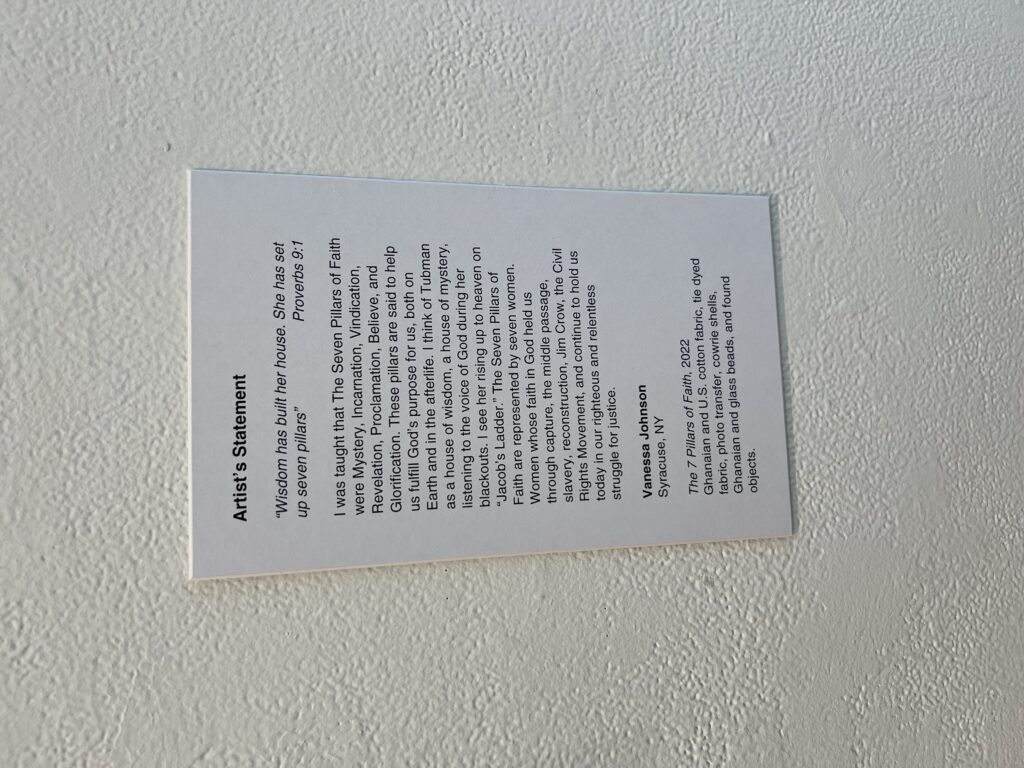 Artist's Statement
"Wisdom has built her house. She has set
up seven pillars" Proverbs 9:1
I was taught that The Seven Pillars of Faith
were Mystery, Incarnation, Vindication,
Revelation, Proclamation, Believe, and
Glorification. These pillars are said to help
us fulfill God's purpose for us, both on
Earth and in the afterlife. I think of Tubman
as a house of wisdom, a house of mystery,
listening to the voice of God during her
blackouts. I see her rising up to heaven on
"Jacob's Ladder." The Seven Pillars of
Faith are represented by seven women.
Women whose faith in God held us
through capture, the middle passage,
slavery, reconstruction, Jim Crow, the Civil
Rights Movement, and continue to hold us
today in our righteous and relentless
struggle for justice.
Vanessa Johnson
Syracuse, NY
The 7 Pillars of Faith, 2022
Ghanaian and U.S. cotton fabric, tie dyed
fabric, photo transfer, cowrie shells,
Ghanaian and glass beads, and found
objects.